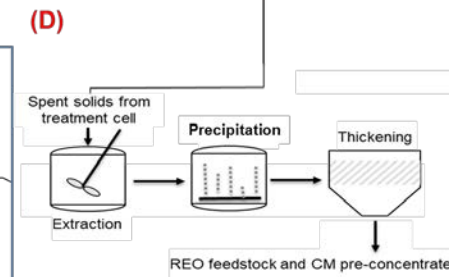 (D)
Spent solids from
treatment cell
Precipitation
Thickening
Extraction
REO feedstock and CM pre-concentrate